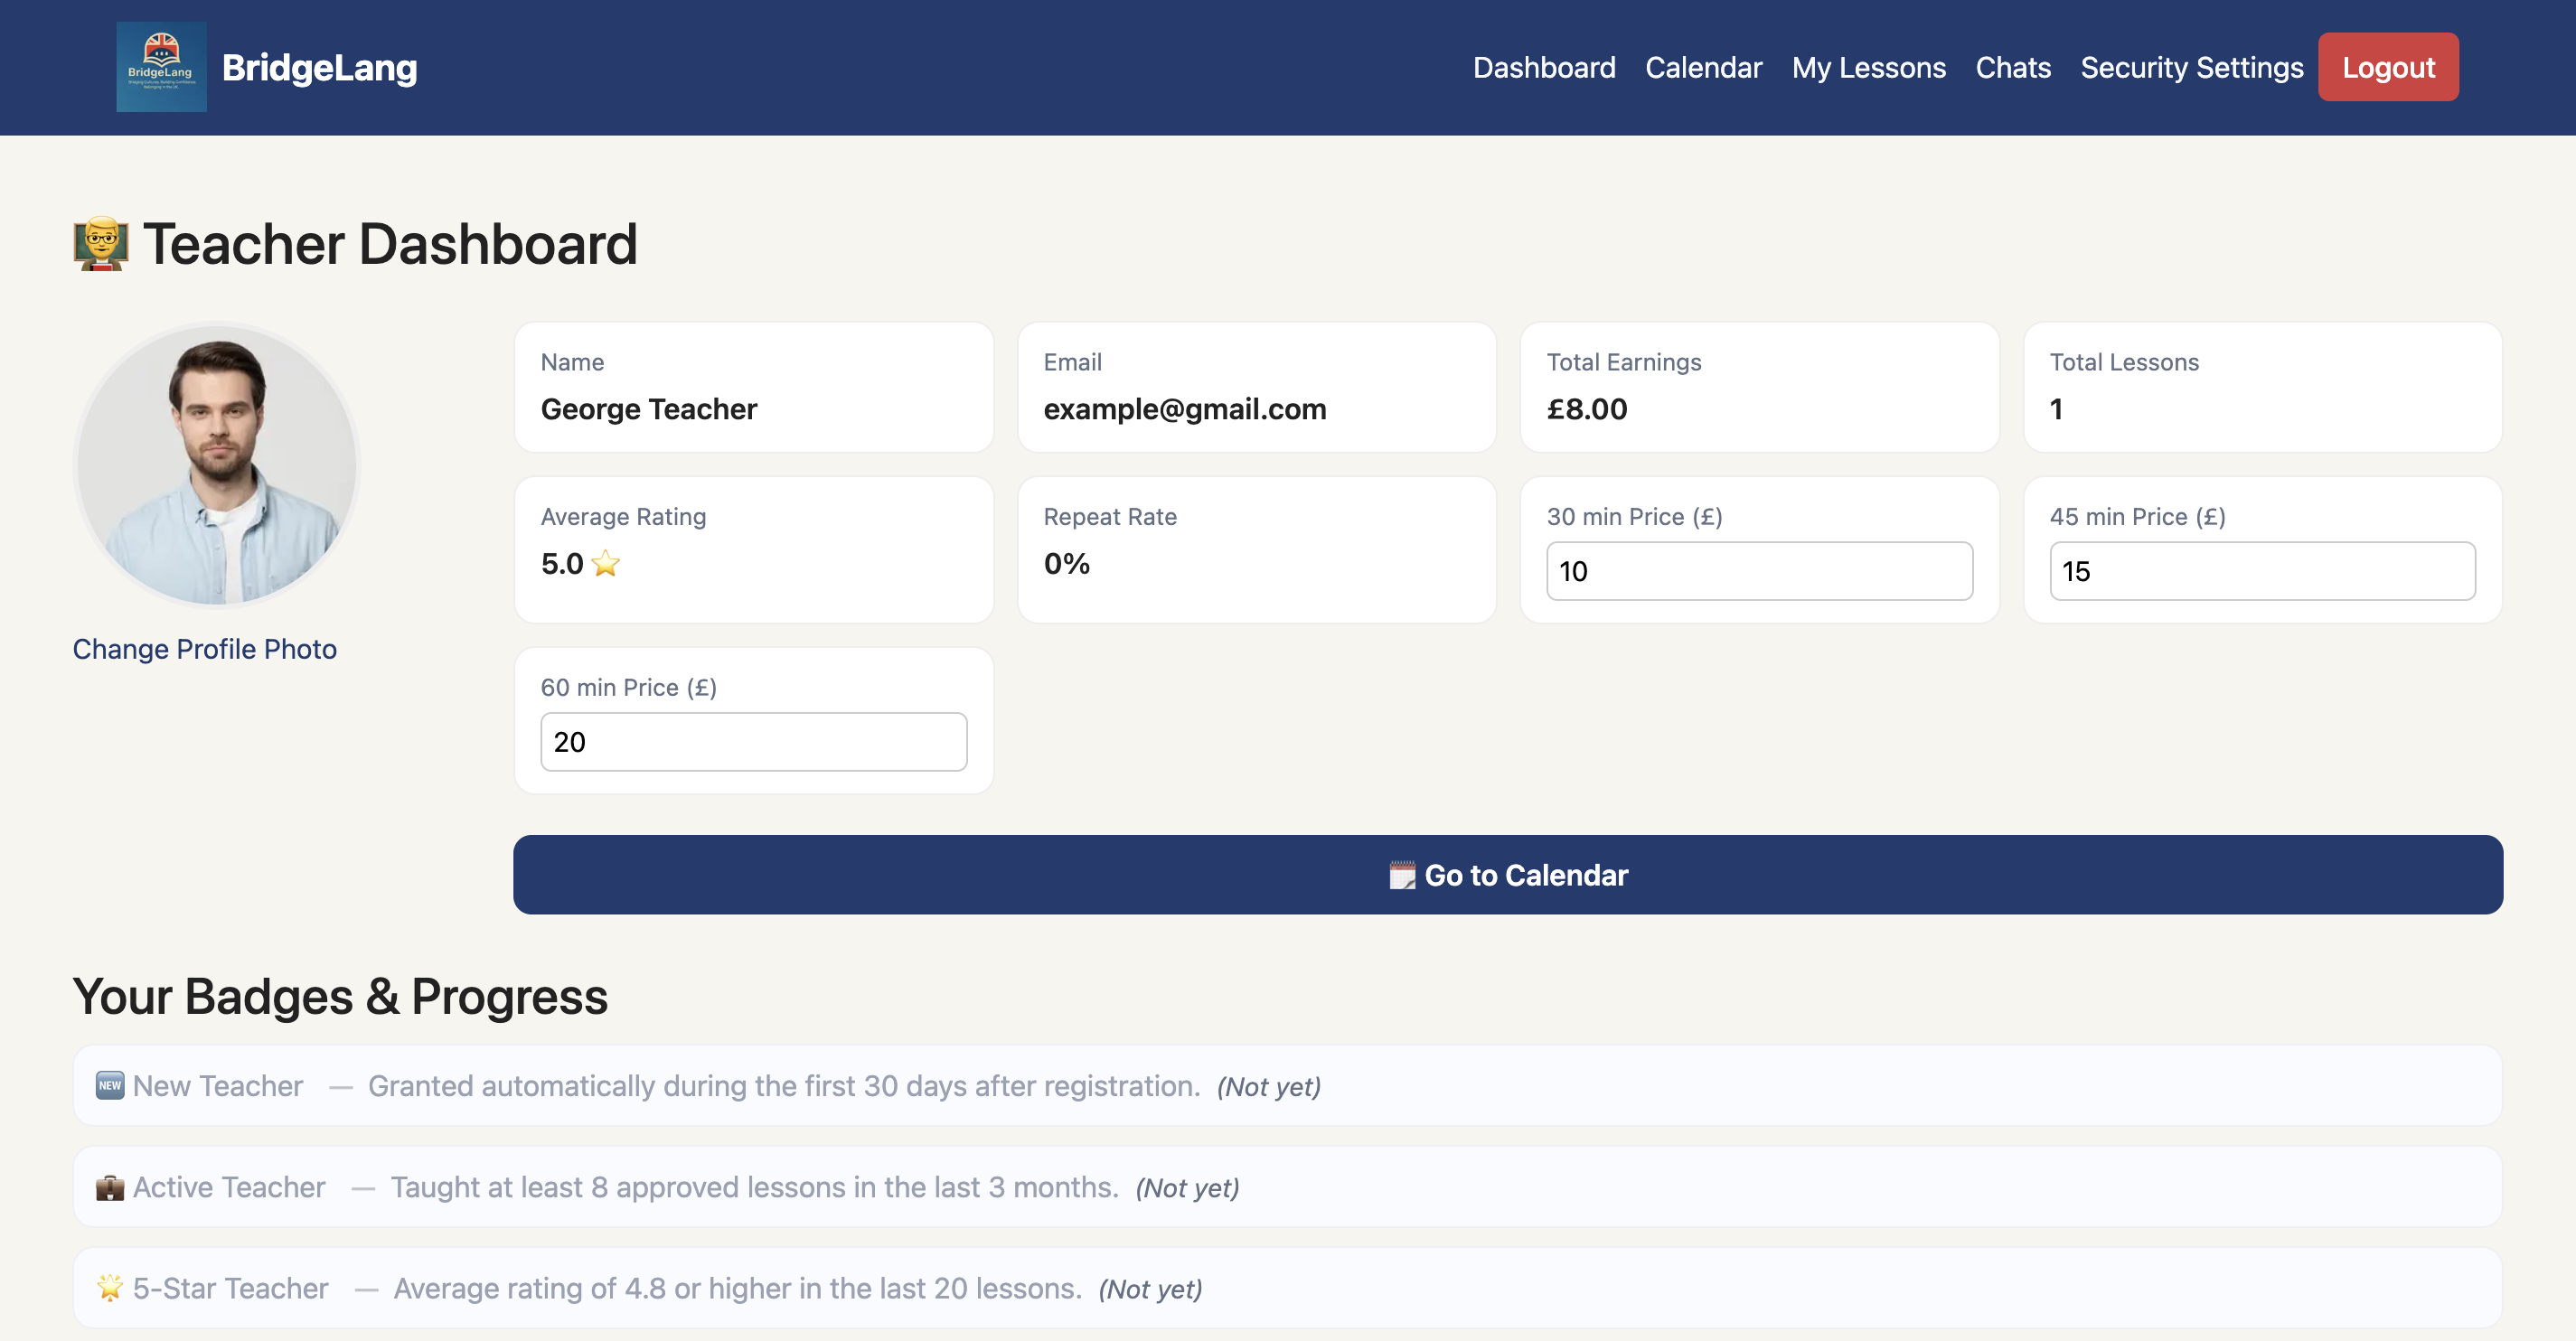 BridgeLang
BridgeLang
Dashboard Calendar My Lessons Chats Security Settings Logout
Teacher Dashboard
Name
George Teacher
Email
example@gmail.com
Total Earnings
£8.00
Total Lessons
1
Average Rating
5.0
Repeat Rate
0%
30 min Price (£)
10
45 min Price (£)
15
Change Profile Photo
60 min Price (£)
20
Go to Calendar
Your Badges & Progress
NEW New Teacher — Granted automatically during the first 30 days after registration. (Not yet)
Active Teacher — Taught at least 8 approved lessons in the last 3 months. (Not yet)
5-Star Teacher — Average rating of 4.8 or higher in the last 20 lessons. (Not yet)